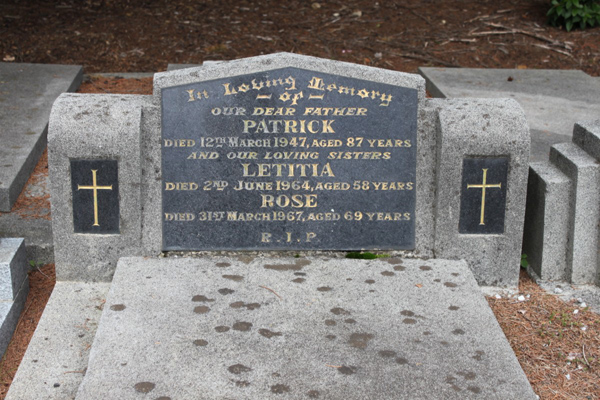 In Loving Memory
- OF -
OUR DEAR FATHER
PATRICK
DIED 12TH MARCH 1947, AGED 87 YEARS
AND OUR LOVING SISTERS
LETITIA
DIED 2ND JUNE 1964, AGED 58 YEARS
ROSE
DIED 31ST MARCH 1967, AGED 69 YEARS
R.I.P.